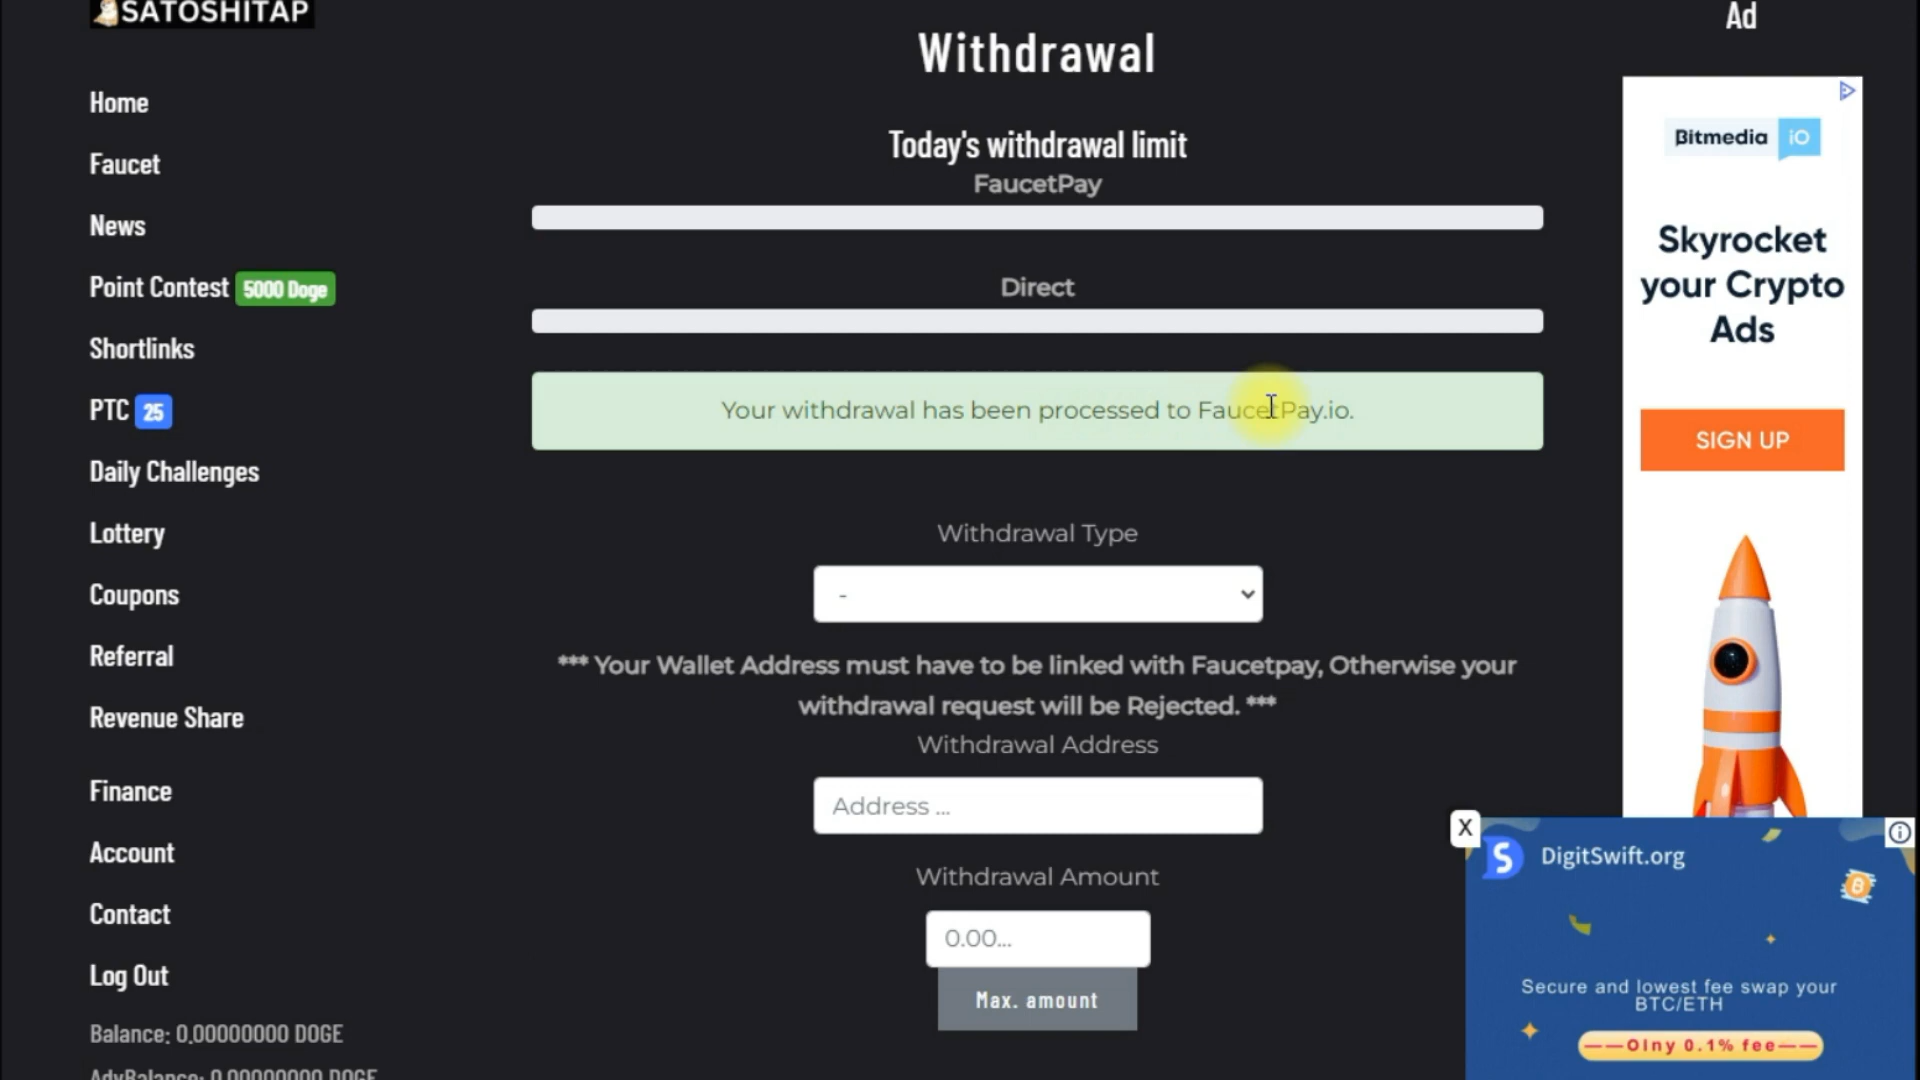 SATOSHITAP
Home
Faucet
News
Point Contest 5000 Doge
Shortlinks
PTC 25
Daily Challenges
Lottery
Coupons
Referral
Revenue Share
Finance
Account
Contact
Log Out
Balance: 0.00000000 DOGE
AdvBalance: 0.00000000 DOGE
Withdrawal
Today's withdrawal limit
FaucetPay
Direct
Your withdrawal has been processed to FaucetPay.io.
Withdrawal Type
-
*** Your Wallet Address must have to be linked with Faucetpay, Otherwise your
withdrawal request will be Rejected. ***
Withdrawal Address
Address ...
Withdrawal Amount
0.00...
Max. amount
Ad
Bitmedia iO
Skyrocket
your Crypto
Ads
SIGN UP
X
DigitSwift.org
Secure and lowest fee swap your
BTC/ETH
——Olny 0.1% fee——